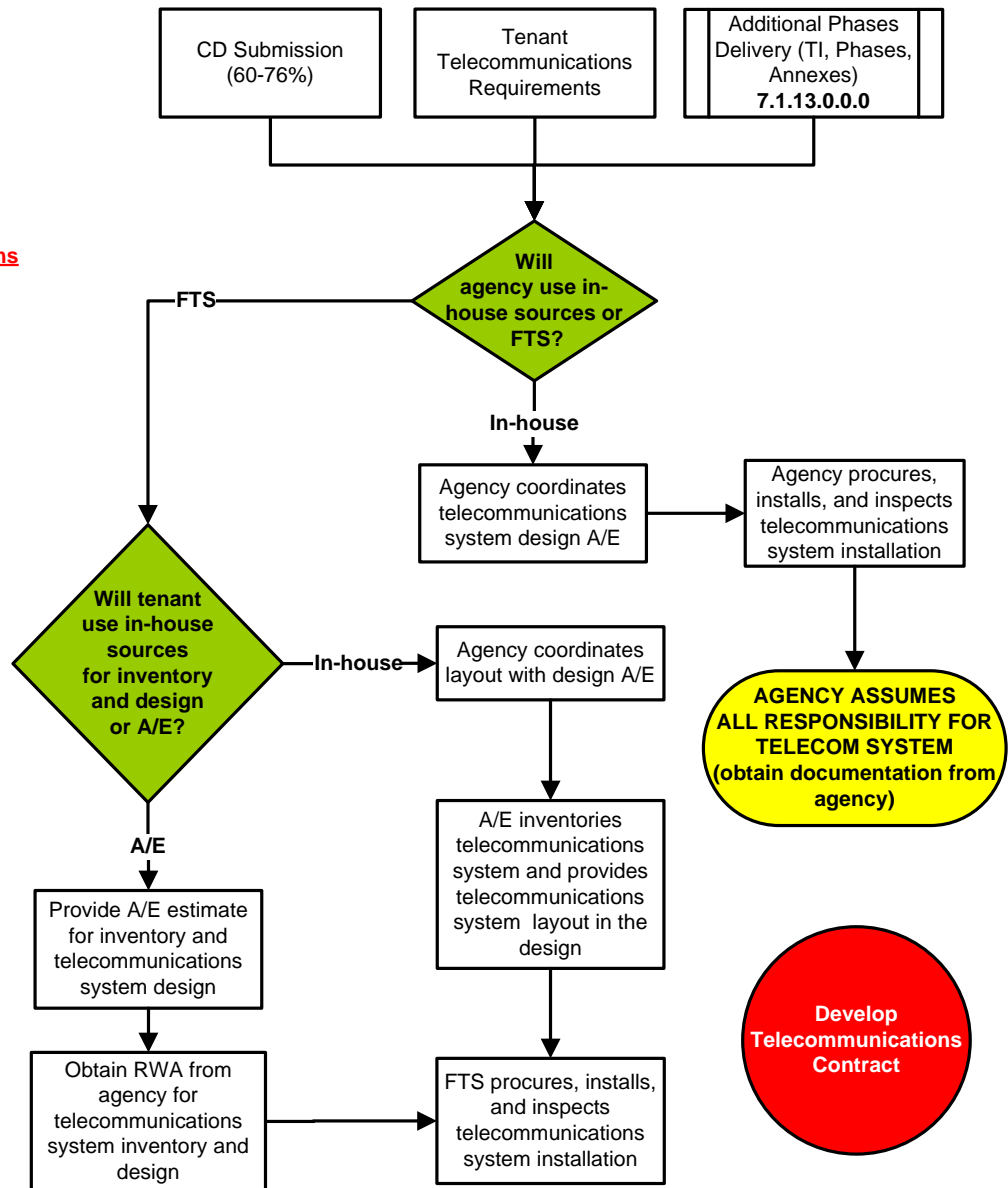 CD Submission
(60-76%)
Tenant
Telecommunications
Requirements
Additional Phases
Delivery (TI, Phases,
Annexes)
7.1.13.0.0.0
Will
agency use in-
house sources or
FTS?
FTS
In-house
Agency coordinates
telecommunications
system design A/E
Agency procures,
installs, and inspects
telecommunications
system installation
Will tenant
use in-house
sources
for inventory
and design
or A/E?
In-house
Agency coordinates
layout with design A/E
AGENCY ASSUMES
ALL RESPONSIBILITY FOR
TELECOM SYSTEM
(obtain documentation from
agency)
A/E
A/E inventories
telecommunications
system and provides
telecommunications
system layout in the
design
Provide A/E estimate
for inventory and
telecommunications
system design
Develop
Telecommunications
Contract
Obtain RWA from
agency for
telecommunications
system inventory and
design
FTS procures, installs,
and inspects
telecommunications
system installation